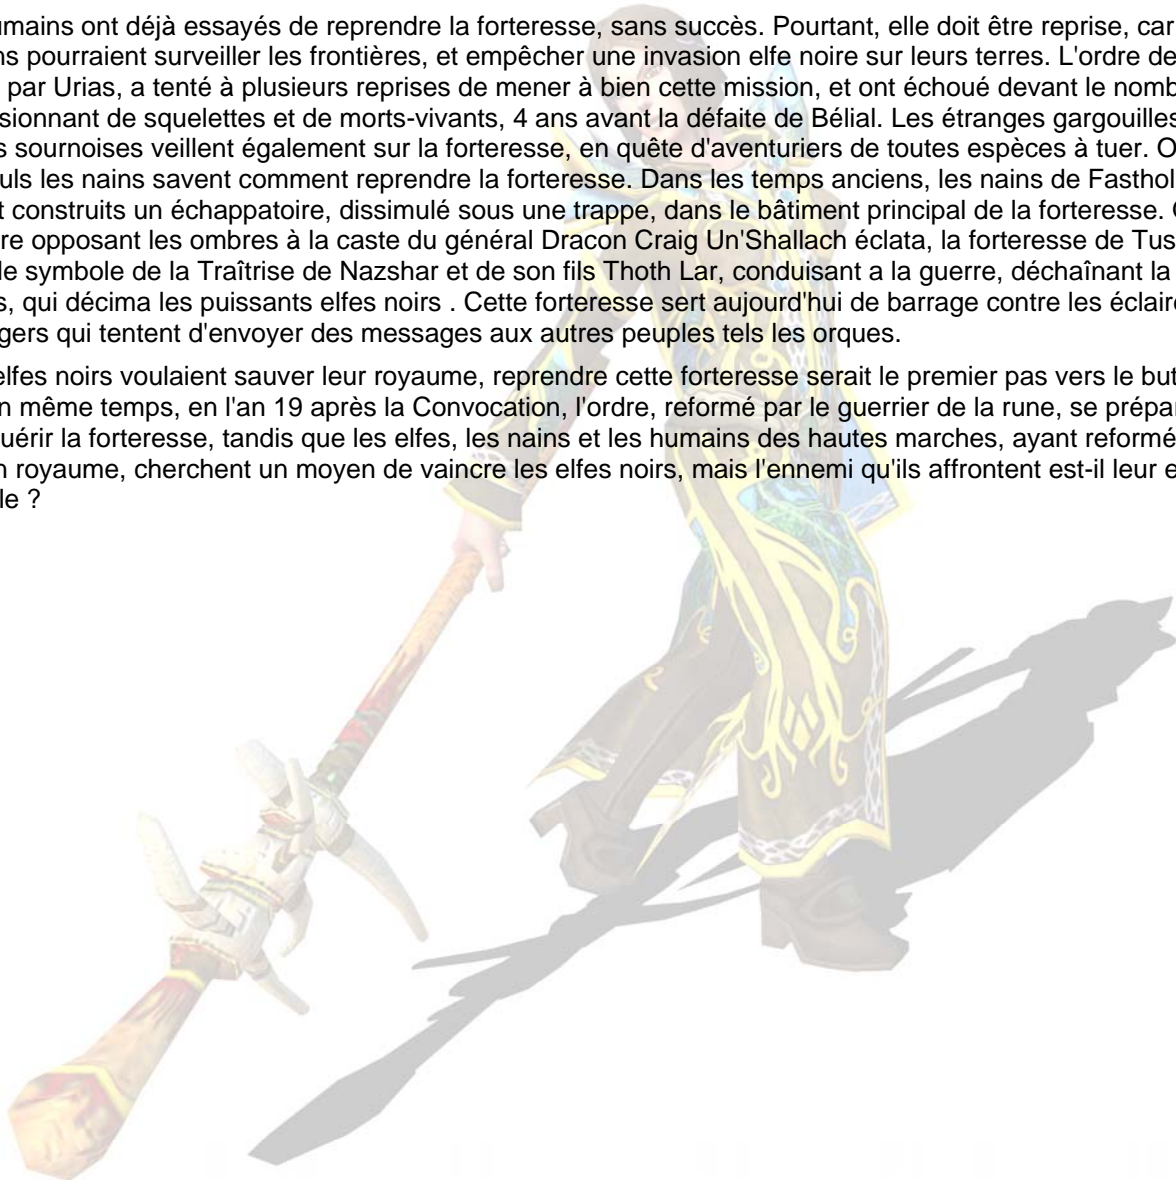 umains ont déjà essayés de reprendre la forteresse, sans succès. Pourtant, elle doit être reprise, car
ns pourraient surveiller les frontières, et empêcher une invasion elfe noire sur leurs terres. L'ordre de
par Urias, a tenté à plusieurs reprises de mener à bien cette mission, et ont échoué devant le nomb
sionnant de squelettes et de morts-vivants, 4 ans avant la défaite de Bélial. Les étranges gargouilles
s sournoises veillent également sur la forteresse, en quête d'aventuriers de toutes espèces à tuer. O
uls les nains savent comment reprendre la forteresse. Dans les temps anciens, les nains de Fasthol
t construits un échappatoire, dissimulé sous une trappe, dans le bâtiment principal de la forteresse.
re opposant les ombres à la caste du général Dracon Craig Un'Shallach éclata, la forteresse de Tus
le symbole de la Traîtrise de Nazshar et de son fils Thoth Lar, conduisant a la guerre, déchaînant la
s, qui décima les puissants elfes noirs . Cette forteresse sert aujourd'hui de barrage contre les éclaire
gers qui tentent d'envoyer des messages aux autres peuples tels les orques.
elfes noirs voulaient sauver leur royaume, reprendre cette forteresse serait le premier pas vers le but
n même temps, en l'an 19 après la Convocation, l'ordre, reformé par le guerrier de la rune, se prépar
uérir la forteresse, tandis que les elfes, les nains et les humains des hautes marches, ayant reformé
n royaume, cherchent un moyen de vaincre les elfes noirs, mais l'ennemi qu'ils affrontent est-il leur e
le ?